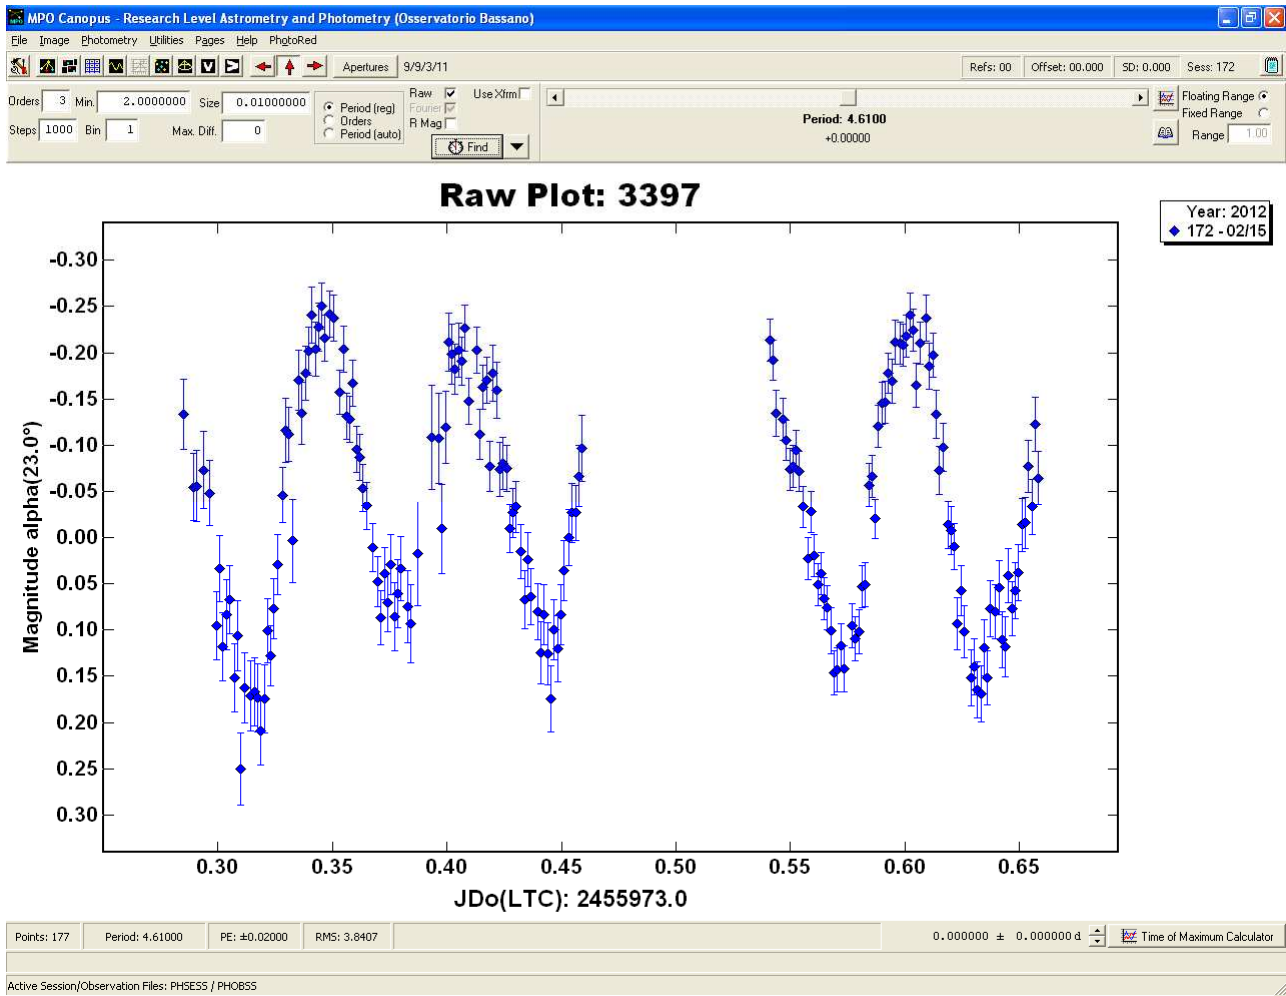 MPO Canopus - Research Level Astrometry and Photometry (Osservatorio Bassano)
File Image Photometry Utilities Pages Help PhotoRed
Apertures 9/9/3/11 Refs: 00 Offset: 00.000 SD: 0.000 Sess: 172
Orders 3 Min. 2.0000000 Size 0.01000000
Steps 1000 Bin 1 Max. Diff. 0
Period (reg)
Orders
Period (auto)
Raw Use Xfrm
Fourier
R Mag
Find
Period: 4.6100
+0.00000
Floating Range
Fixed Range
Range 1.00
Raw Plot: 3397
Year: 2012
172 - 02/15
Magnitude alpha(23.0°)
-0.30
-0.25
-0.20
-0.15
-0.10
-0.05
0.00
0.05
0.10
0.15
0.20
0.25
0.30
0.30 0.35 0.40 0.45 0.50 0.55 0.60 0.65
JDo(LTC): 2455973.0
Points: 177 Period: 4.61000 PE: ±0.02000 RMS: 3.8407 0.000000 ± 0.000000 d Time of Maximum Calculator
Active Session/Observation Files: PHSESS / PHOBSS